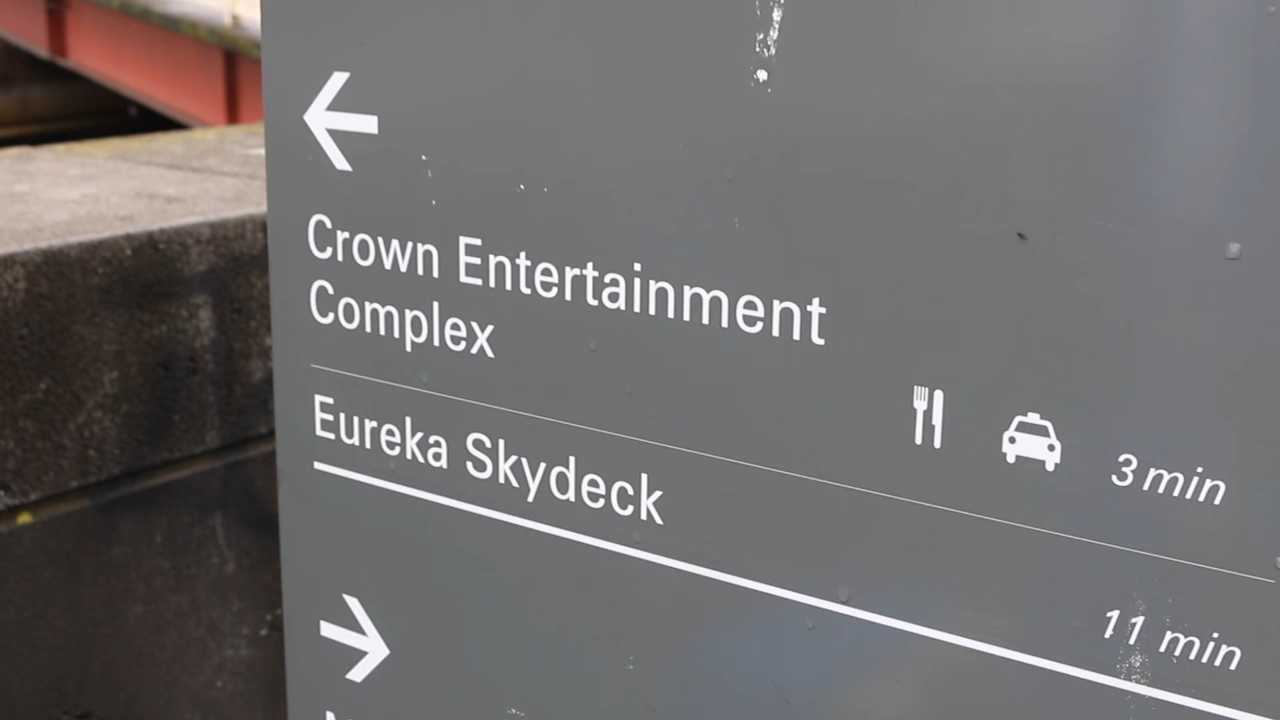 Crown Entertainment
Complex
3 min
Eureka Skydeck
11 min